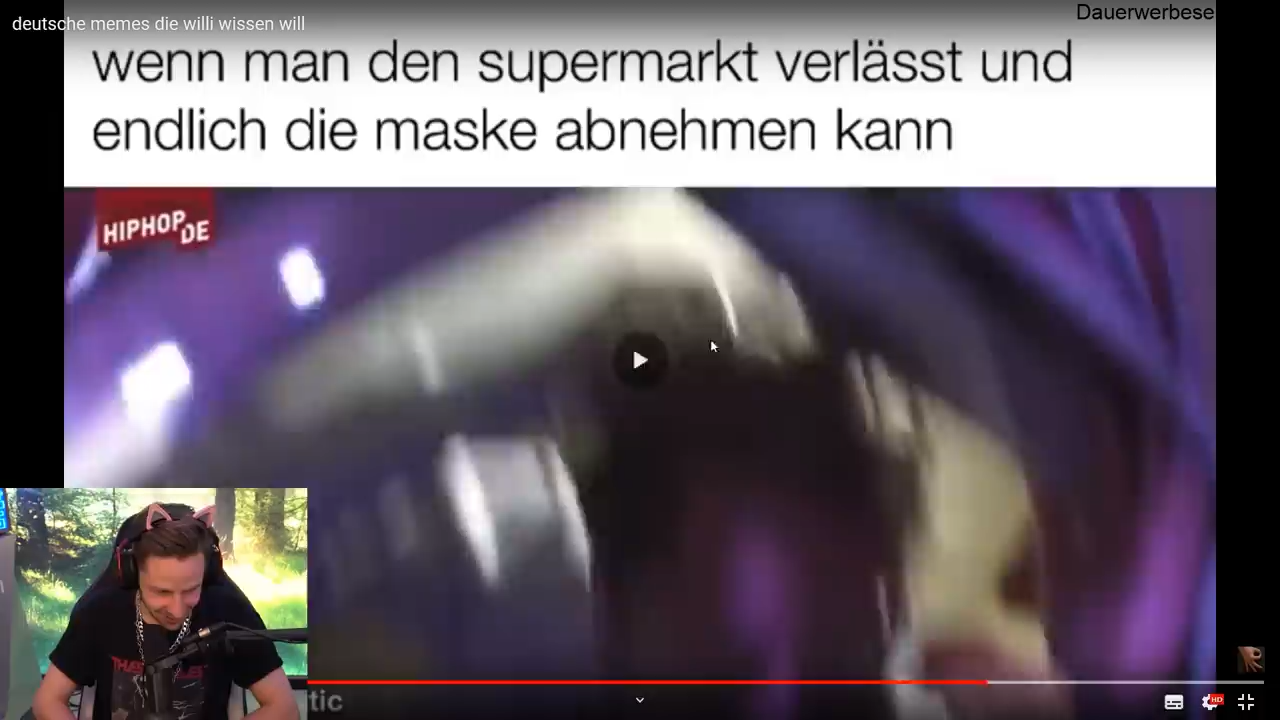 deutsche memes die willi wissen will
Dauerwerbese
wenn man den supermarkt verlässt und
endlich die maske abnehmen kann
HIPHOP.DE
tic
HD